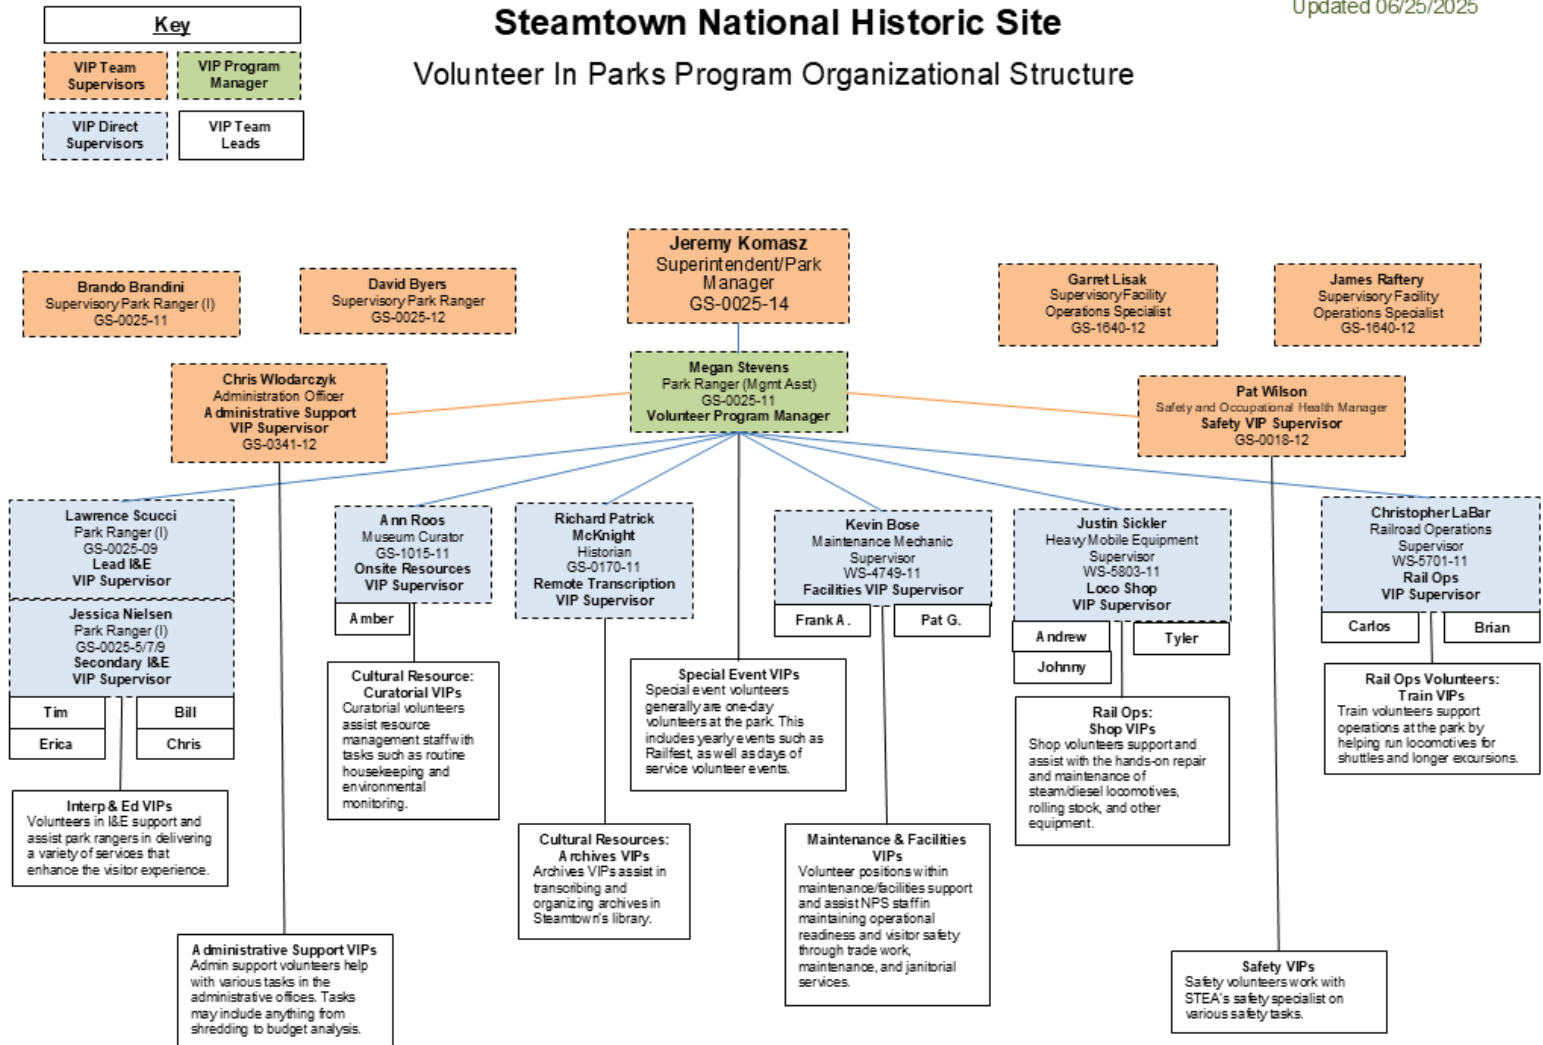 Updated 06/25/2025
Steamtown National Historic Site
Volunteer In Parks Program Organizational Structure
Key
VIP Team
Supervisors
VIP Program
Manager
VIP Direct
Supervisors
VIP Team
Leads
Jeremy Komasz
Superintendent/Park
Manager
GS-0025-14
Brando Brandini
Supervisory Park Ranger (I)
GS-0025-11
David Byers
Supervisory Park Ranger
GS-0025-12
Garret Lisak
Supervisory Facility
Operations Specialist
GS-1640-12
James Raftery
Supervisory Facility
Operations Specialist
GS-1640-12
Chris Wlodarczyk
Administration Officer
Administrative Support
VIP Supervisor
GS-0341-12
Megan Stevens
Park Ranger (Mgmt Asst)
GS-0025-11
Volunteer Program Manager
Pat Wilson
Safety and Occupational Health Manager
Safety VIP Supervisor
GS-0018-12
Lawrence Scucci
Park Ranger (I)
GS-0025-09
Lead I&E
VIP Supervisor
Jessica Nielsen
Park Ranger (I)
GS-0025-5/7/9
Secondary I&E
VIP Supervisor
Tim
Bill
Erica
Chris
Interp & Ed VIPs
Volunteers in I&E support and
assist park rangers in delivering
a variety of services that
enhance the visitor experience.
Administrative Support VIPs
Admin support volunteers help
with various tasks in the
administrative offices. Tasks
may include anything from
shredding to budget analysis.
Ann Roos
Museum Curator
GS-1015-11
Onsite Resources
VIP Supervisor
Amber
Cultural Resource:
Curatorial VIPs
Curatorial volunteers
assist resource
management staff with
tasks such as routine
housekeeping and
environmental
monitoring.
Richard Patrick
McKnight
Historian
GS-0170-11
Remote Transcription
VIP Supervisor
Cultural Resources:
Archives VIPs
Archives VIPs assist in
transcribing and
organizing archives in
Steamtown's library.
Special Event VIPs
Special event volunteers
generally are one-day
volunteers at the park. This
includes yearly events such as
Railfest, as well as days of
service volunteer events.
Kevin Bose
Maintenance Mechanic
Supervisor
WS-4749-11
Facilities VIP Supervisor
Frank A.
Pat G.
Maintenance & Facilities
VIPs
Volunteer positions within
maintenance/facilities support
and assist NPS staff in
maintaining operational
readiness and visitor safety
through trade work,
maintenance, and janitorial
services.
Justin Sickler
Heavy Mobile Equipment
Supervisor
WS-5803-11
Loco Shop
VIP Supervisor
Andrew
Tyler
Johnny
Rail Ops:
Shop VIPs
Shop volunteers support and
assist with the hands-on repair
and maintenance of
steam/diesel locomotives,
rolling stock, and other
equipment.
Christopher LaBar
Railroad Operations
Supervisor
WS-5701-11
Rail Ops
VIP Supervisor
Carlos
Brian
Rail Ops Volunteers:
Train VIPs
Train volunteers support
operations at the park by
helping run locomotives for
shuttles and longer excursions.
Safety VIPs
Safety volunteers work with
STEA's safety specialist on
various safety tasks.